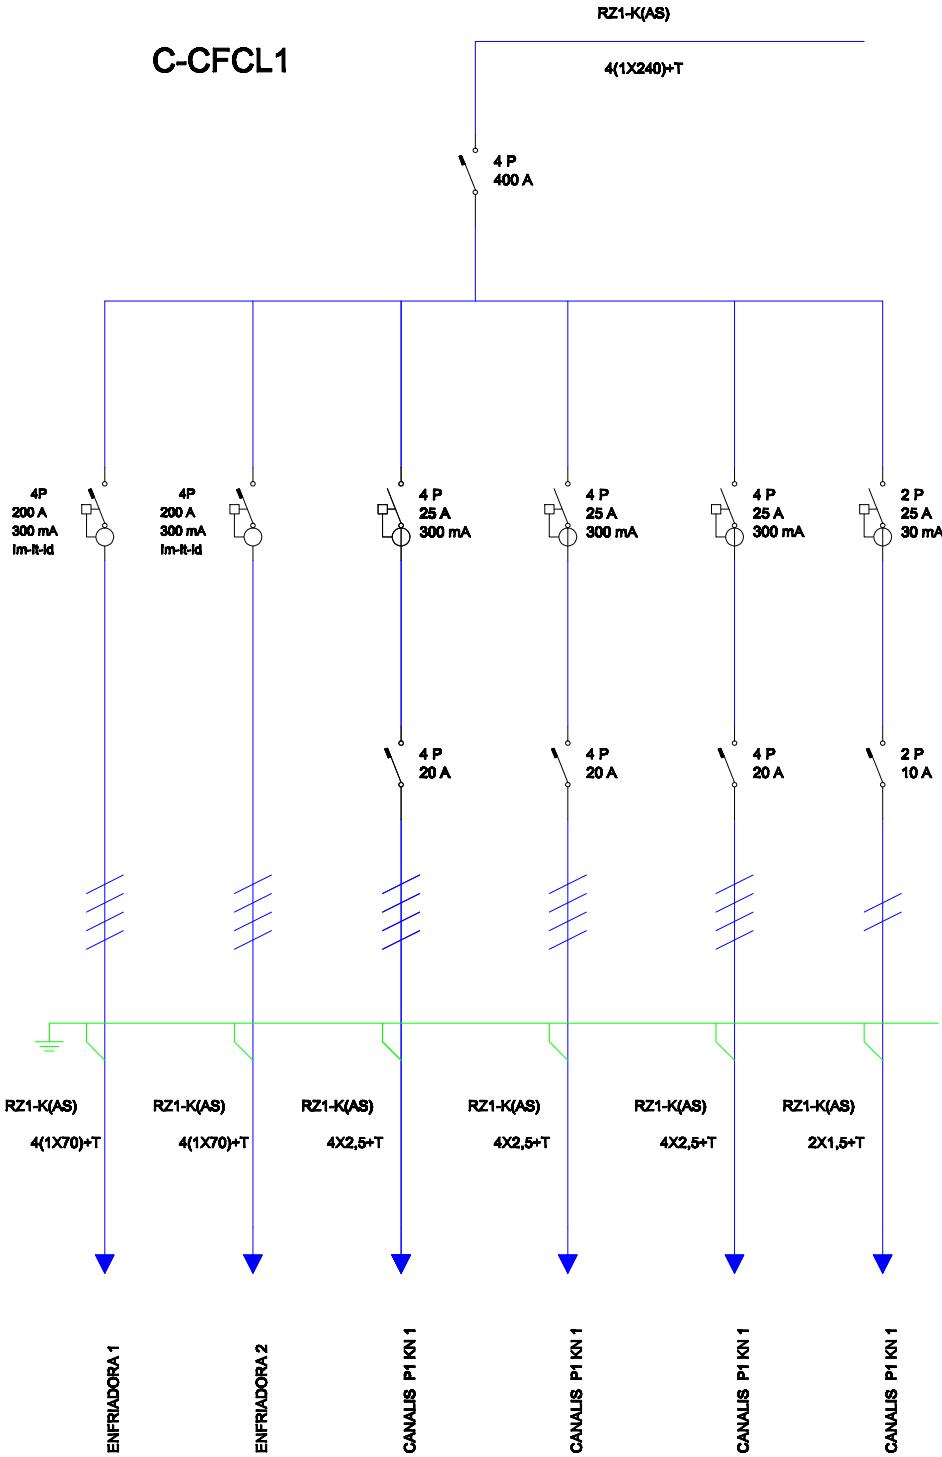 RZ1-K(AS)
C-CFCL1
4(1X240)+T
4 P
400 A
4P
200 A
300 mA
Im-It-Id
4P
200 A
300 mA
Im-It-Id
4 P
25 A
300 mA
4 P
25 A
300 mA
4 P
25 A
300 mA
2 P
25 A
30 mA
4 P
20 A
4 P
20 A
4 P
20 A
2 P
10 A
RZ1-K(AS)
4(1X70)+T
RZ1-K(AS)
4(1X70)+T
RZ1-K(AS)
4X2,5+T
RZ1-K(AS)
4X2,5+T
RZ1-K(AS)
4X2,5+T
RZ1-K(AS)
2X1,5+T
ENFRIADORA 1
ENFRIADORA 2
CANALIS P1 KN 1
CANALIS P1 KN 1
CANALIS P1 KN 1
CANALIS P1 KN 1